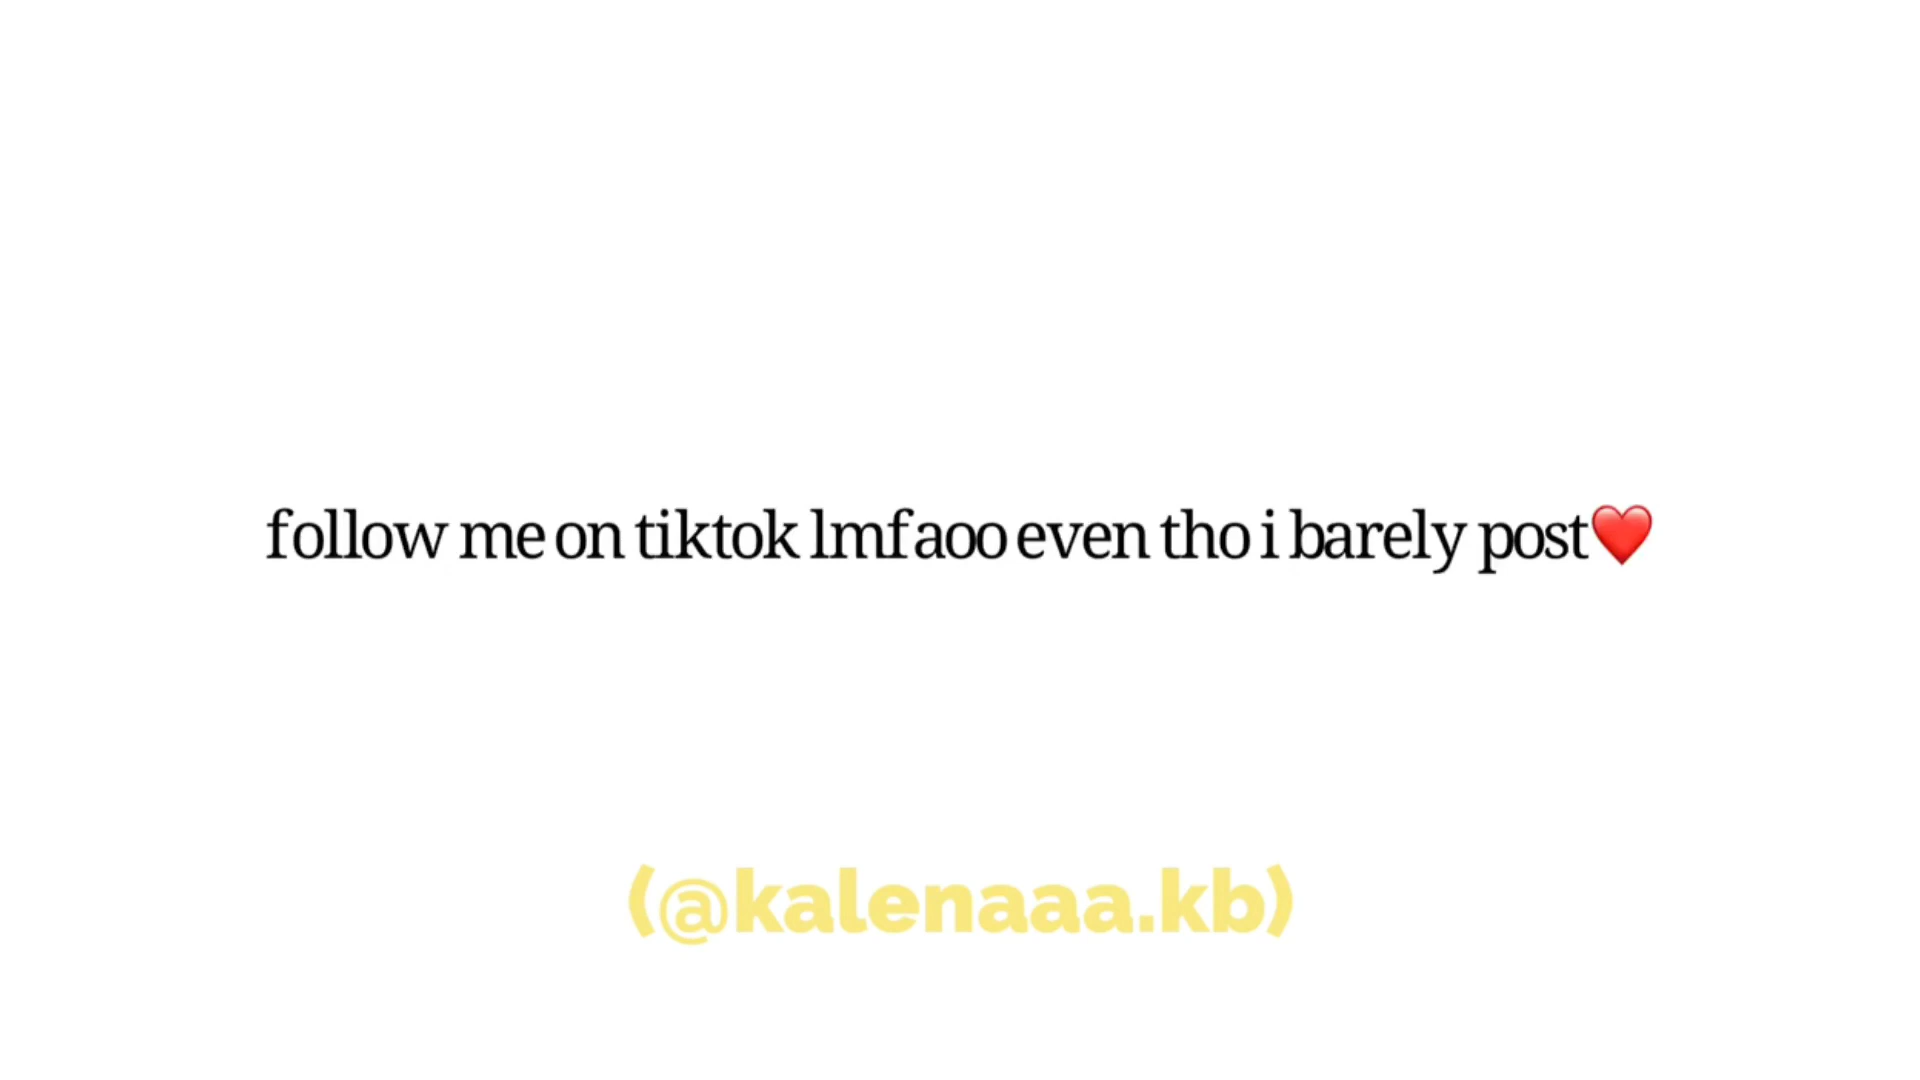 follow me on tiktok lmfaoo even tho i barely post❤️
(@kalenaaa.kb)